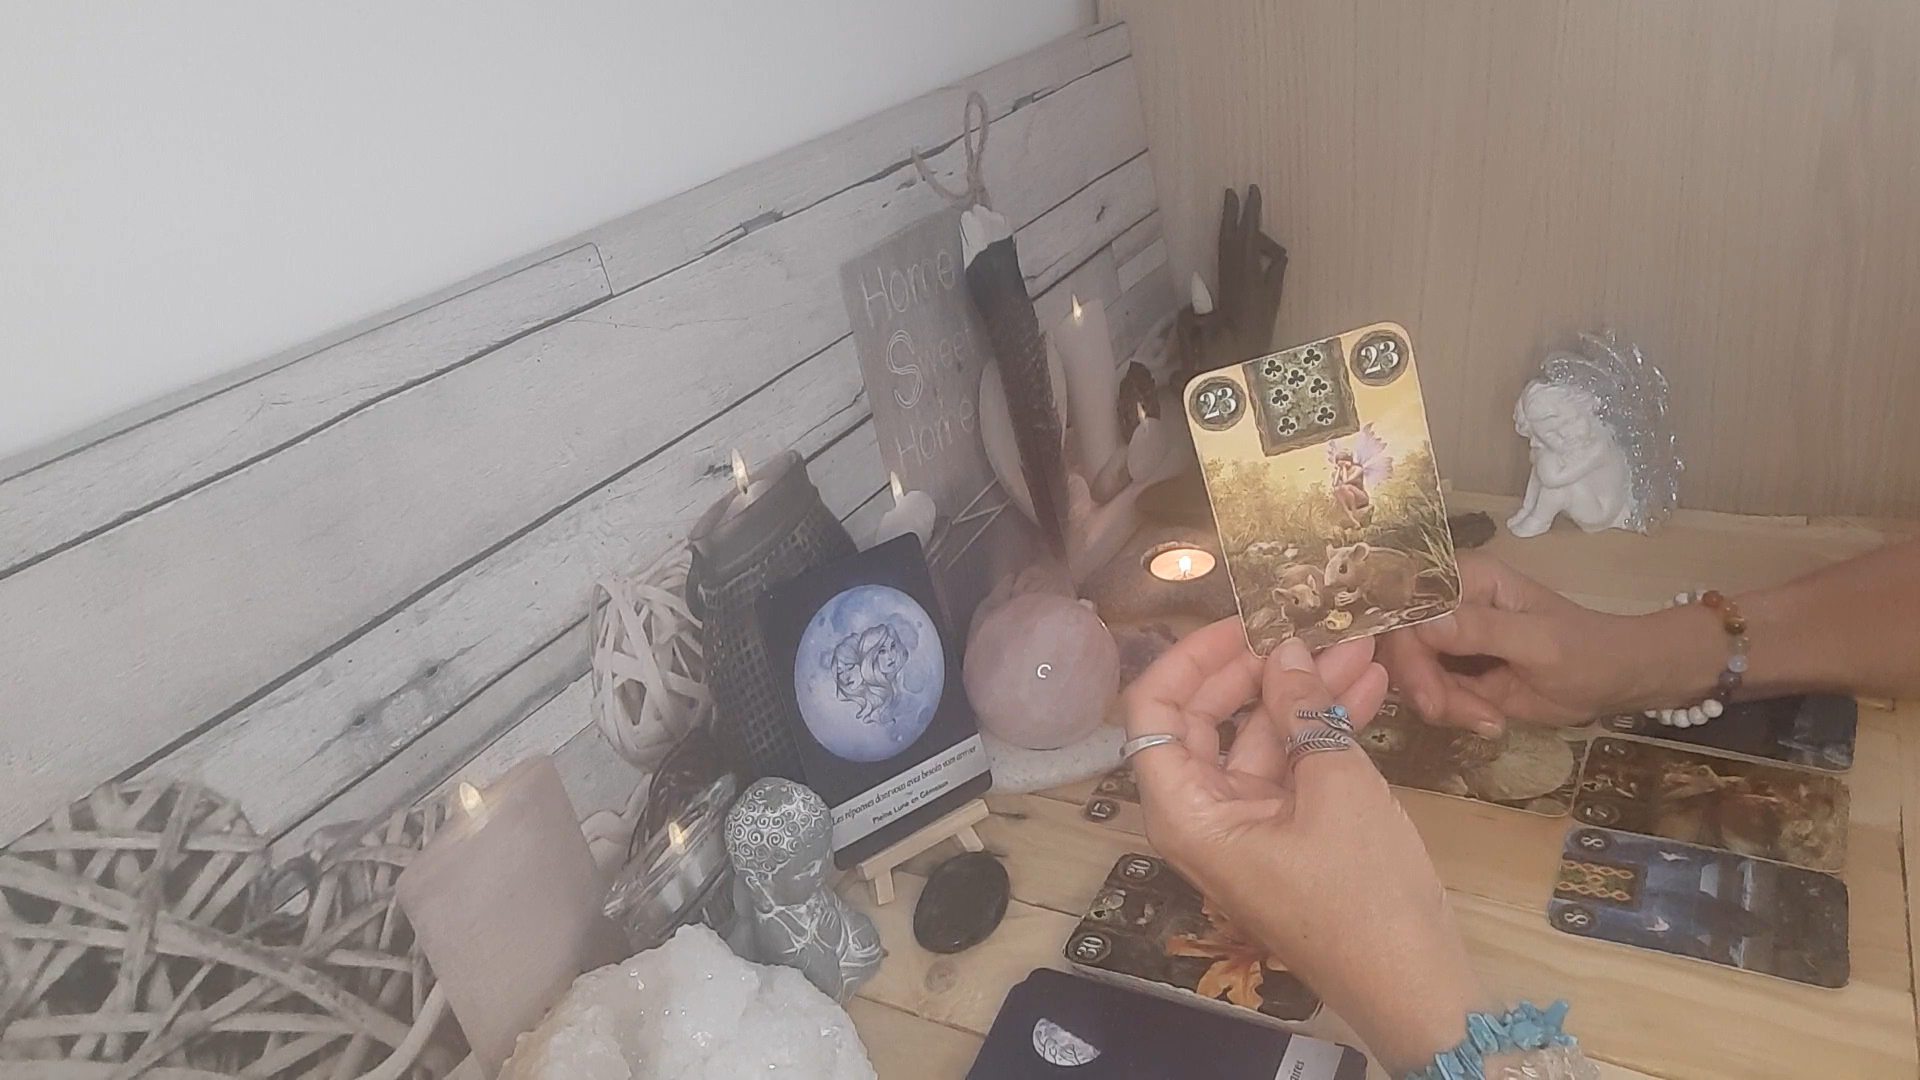 Home
Sweet
Home
23
23
Les réponses dont vous avez besoin vont arriver
Pleine Lune en Gémeaux
30
30
8
8